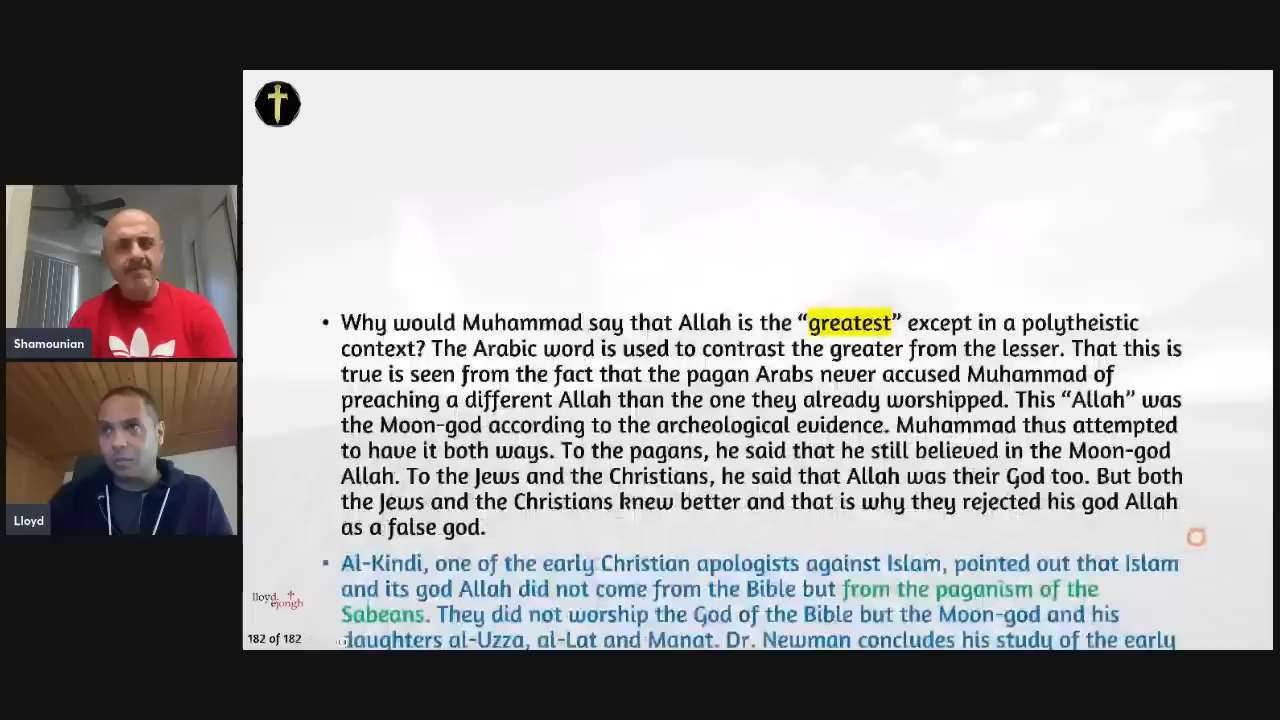 • Why would Muhammad say that Allah is the “greatest” except in a polytheistic
context? The Arabic word is used to contrast the greater from the lesser. That this is
true is seen from the fact that the pagan Arabs never accused Muhammad of
preaching a different Allah than the one they already worshipped. This “Allah” was
the Moon-god according to the archeological evidence. Muhammad thus attempted
to have it both ways. To the pagans, he said that he still believed in the Moon-god
Allah. To the Jews and the Christians, he said that Allah was their God too. But both
the Jews and the Christians knew better and that is why they rejected his god Allah
as a false god.
• Al-Kindi, one of the early Christian apologists against Islam, pointed out that Islam
and its god Allah did not come from the Bible but from the paganism of the
Sabeans. They did not worship the God of the Bible but the Moon-god and his
daughters al-Uzza, al-Lat and Manat. Dr. Newman concludes his study of the early
Shamounian
Lloyd
lloyd
ejongh
182 of 182